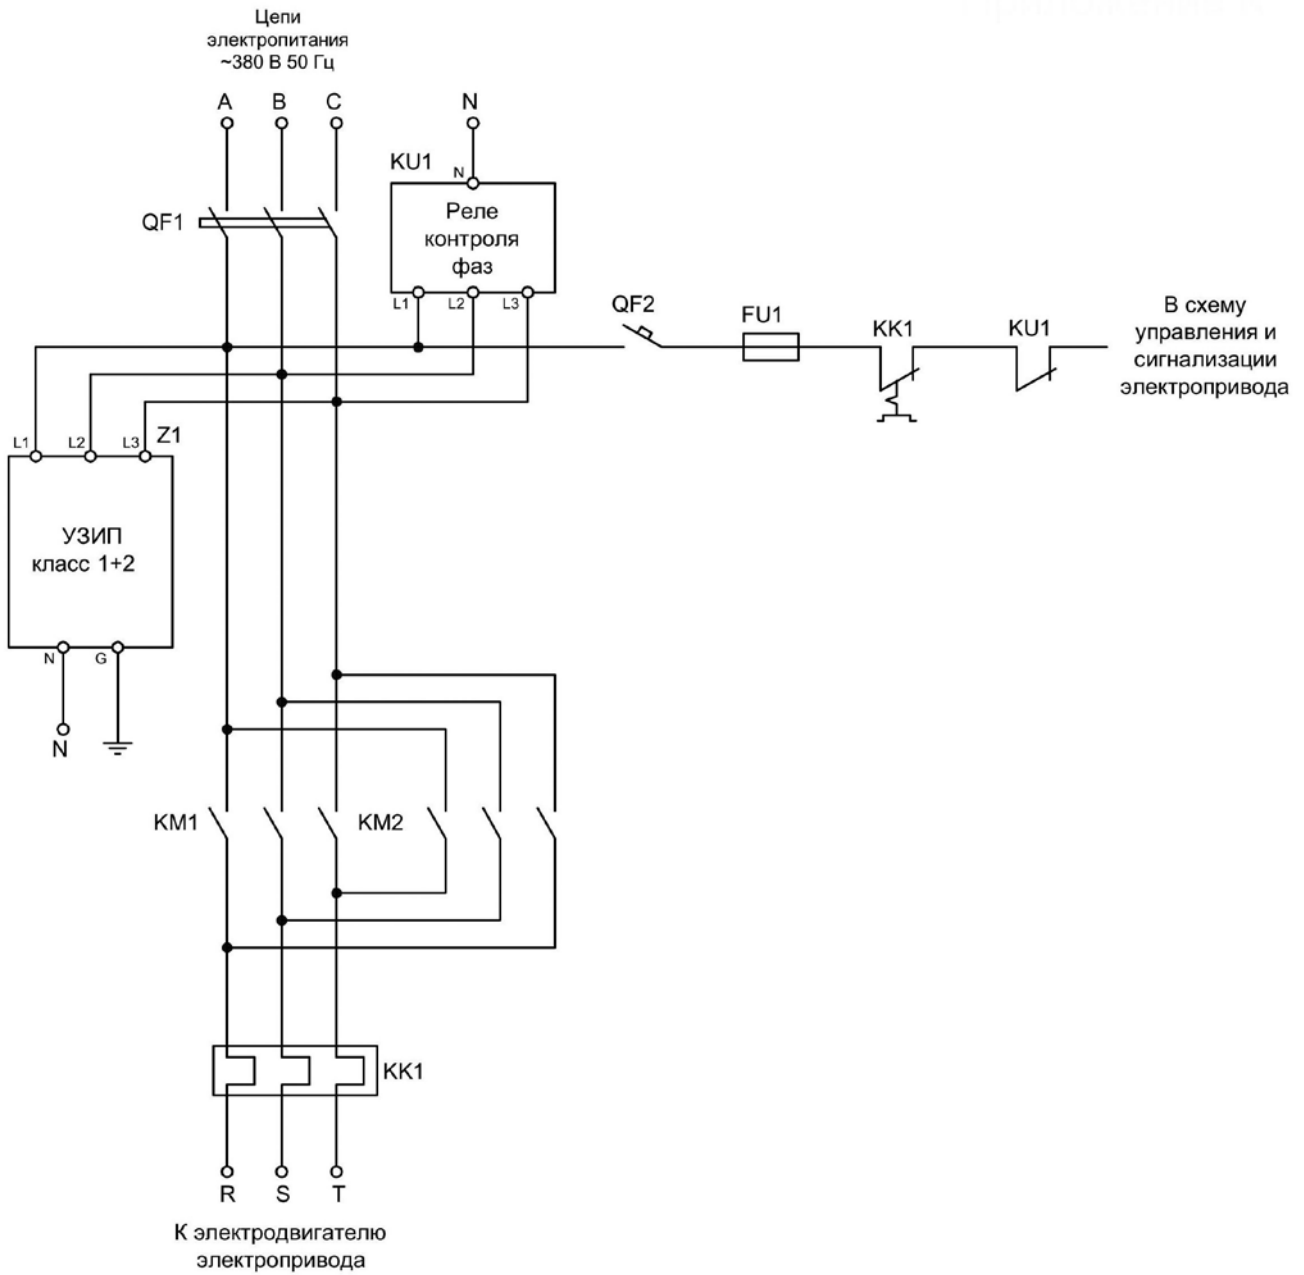 Цепи
электропитания
~380 В 50 Гц
A B C N
KU1
N
Реле
контроля
фаз
L1 L2 L3
QF1
QF2
FU1
KK1
KU1
В схему
управления и
сигнализации
электропривода
L1 L2 L3 Z1
УЗИП
класс 1+2
N G
N
KM1
KM2
KK1
R S T
К электродвигателю
электропривода